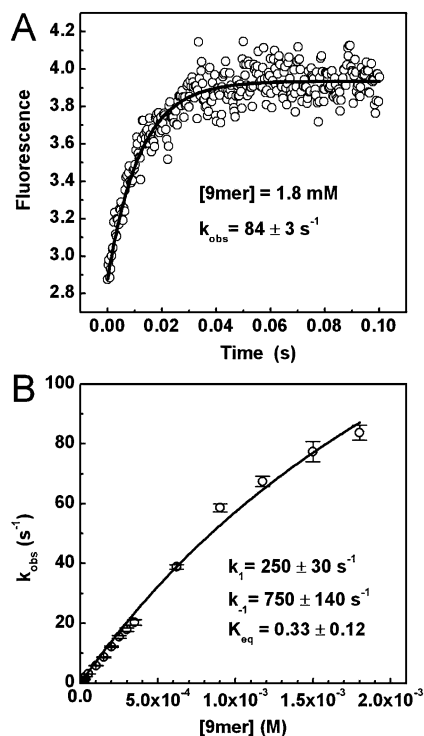 A
4.2
4.0
3.8
3.6
3.4
3.2
3.0
2.8
Fluorescence
[9mer] = 1.8 mM
k_obs = 84 ± 3 s⁻¹
0.00 0.02 0.04 0.06 0.08 0.10
Time (s)
B
100
80
60
40
20
0
k_obs (s⁻¹)
k₁ = 250 ± 30 s⁻¹
k₋₁ = 750 ± 140 s⁻¹
K_eq = 0.33 ± 0.12
0.0 5.0x10⁻⁴ 1.0x10⁻³ 1.5x10⁻³ 2.0x10⁻³
[9mer] (M)